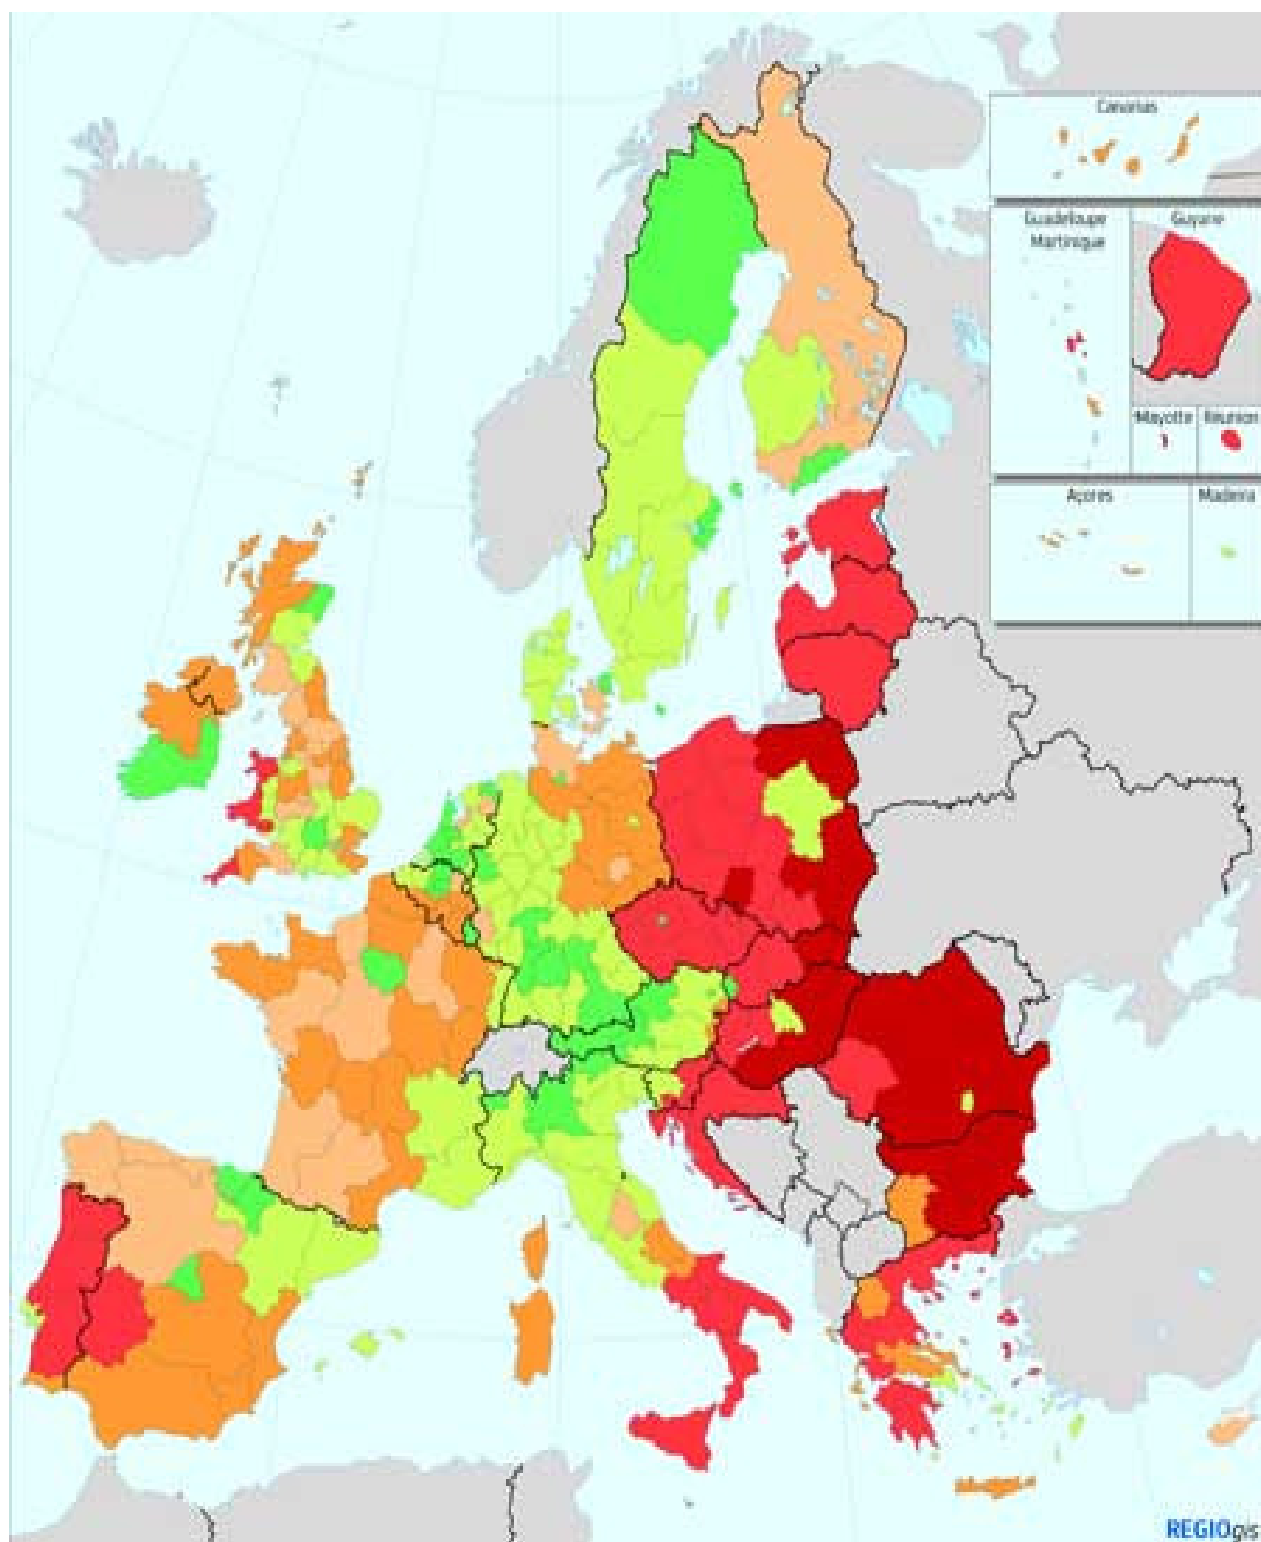 Canarias
Guadeloupe
Martinique
Guyane
Mayotte
Réunion
Açores
Madeira
REGIOgis